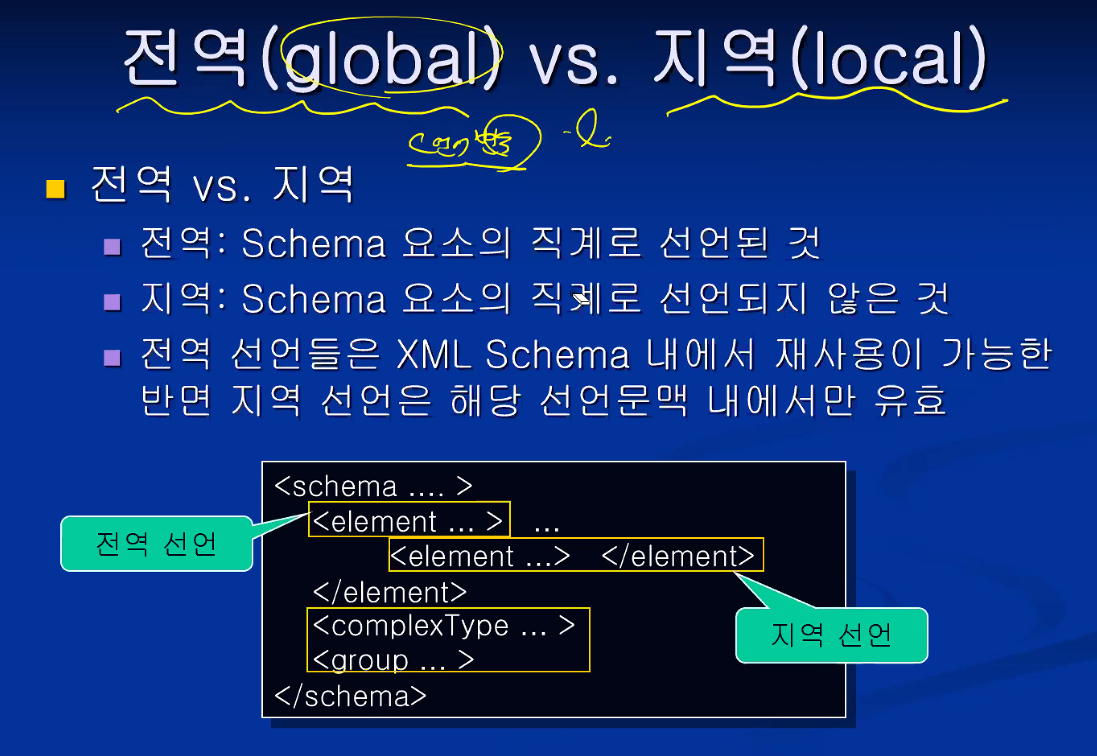 전역(global) vs. 지역(local)
전역 vs. 지역
전역: Schema 요소의 직계로 선언된 것
지역: Schema 요소의 직계로 선언되지 않은 것
전역 선언들은 XML Schema 내에서 재사용이 가능한
반면 지역 선언은 해당 선언문맥 내에서만 유효
<schema .... >
<element ... > ...
전역 선언
<element ...> </element>
</element>
<complexType ... >
지역 선언
<group ... >
</schema>